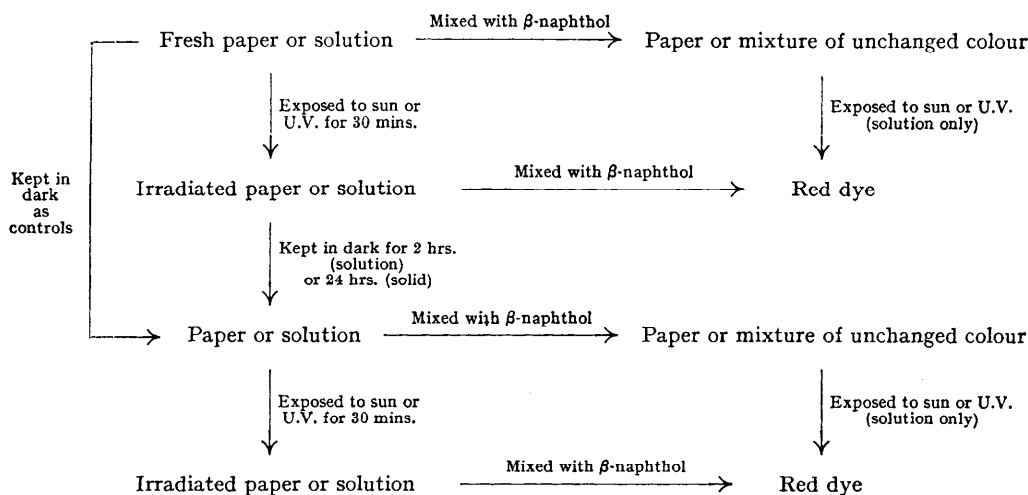 Mixed with β-naphthol
Fresh paper or solution
Paper or mixture of unchanged colour
Exposed to sun or
U.V. for 30 mins.
Exposed to sun or U.V.
(solution only)
Kept in
dark
as
controls
Mixed with β-naphthol
Irradiated paper or solution
Red dye
Kept in dark for 2 hrs.
(solution)
or 24 hrs. (solid)
Mixed with β-naphthol
Paper or solution
Paper or mixture of unchanged colour
Exposed to sun or
U.V. for 30 mins.
Exposed to sun or U.V.
(solution only)
Mixed with β-naphthol
Irradiated paper or solution
Red dye